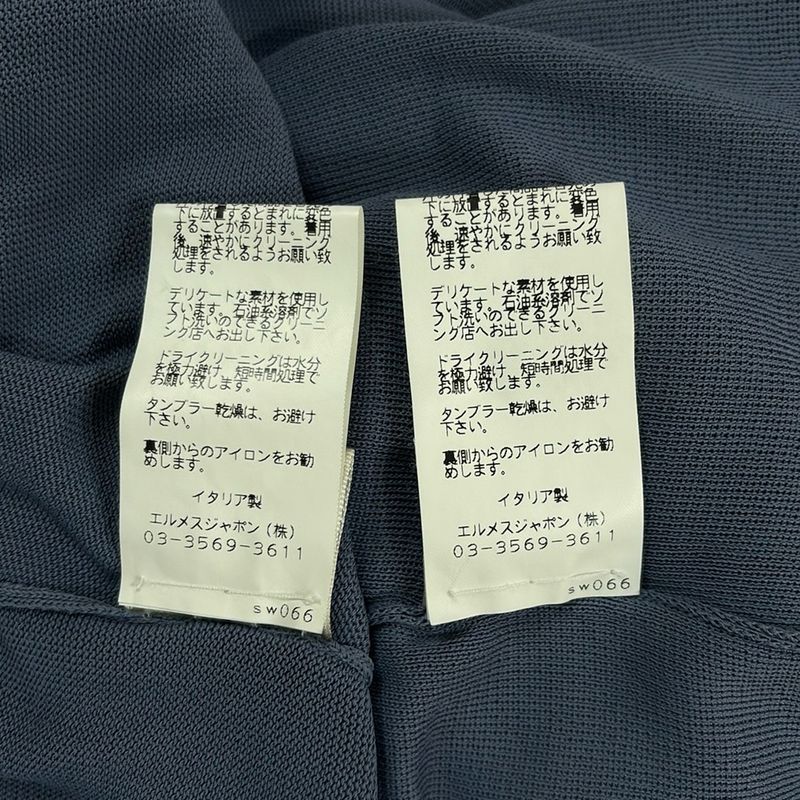 下に放置するとまれに変色
することがあります。着用
後、速やかにクリーニング
処理をされるようお願い致
します。
デリケートな素材を使用し
ています。石油系溶剤でソ
フト洗いのできるクリーニ
ング店へお出し下さい。
ドライクリーニングは水分
を極力避け、短時間処理で
お願い致します。
タンブラー乾燥は、お避け
下さい。
裏側からのアイロンをお勧
めします。
イタリア製
エルメスジャポン(株)
03-3569-3611
sw066
下に放置するとまれに変色
することがあります。着用
後、速やかにクリーニング
処理をされるようお願い致
します。
デリケートな素材を使用し
ています。石油系溶剤でソ
フト洗いのできるクリーニ
ング店へお出し下さい。
ドライクリーニングは水分
を極力避け、短時間処理で
お願い致します。
タンブラー乾燥は、お避け
下さい。
裏側からのアイロンをお勧
めします。
イタリア製
エルメスジャポン(株)
03-3569-3611
sw066